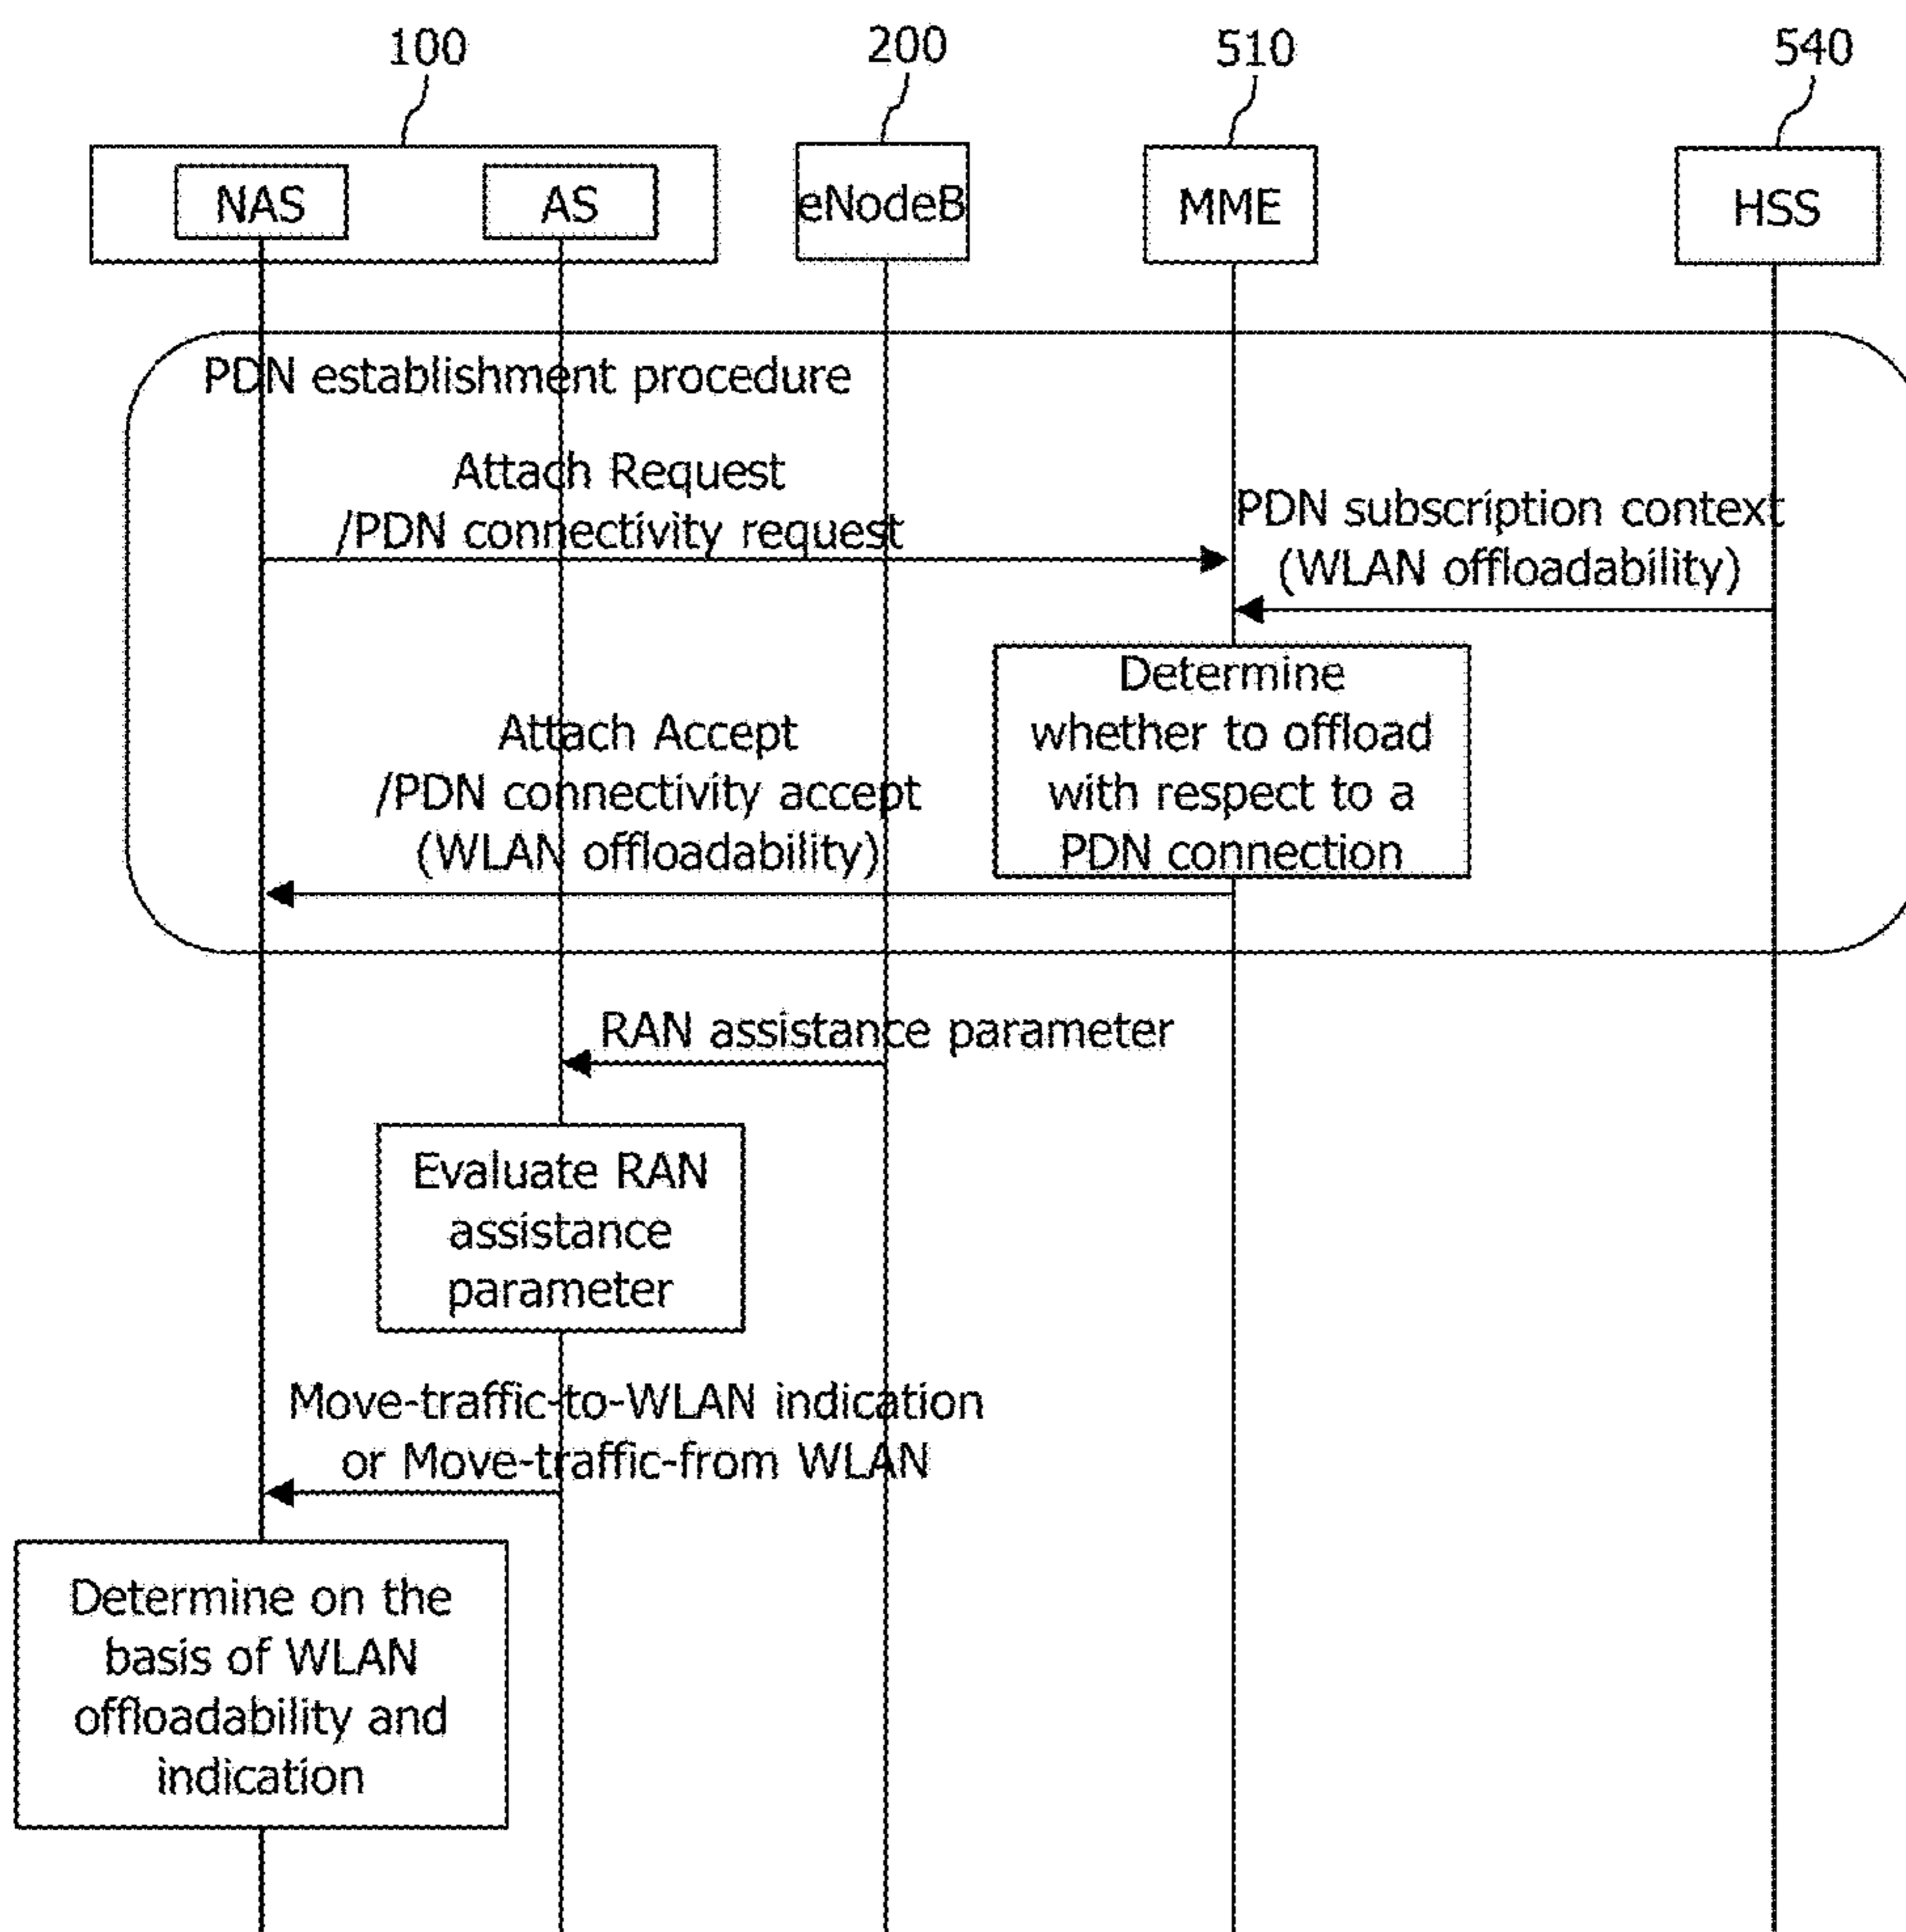 100
200
510
540
NAS
AS
eNodeB
MME
HSS
PDN establishment procedure
Attach Request
/PDN connectivity request
PDN subscription context
(WLAN offloadability)
Determine
whether to offload
with respect to a
PDN connection
Attach Accept
/PDN connectivity accept
(WLAN offloadability)
RAN assistance parameter
Evaluate RAN
assistance
parameter
Move-traffic-to-WLAN indication
or Move-traffic-from WLAN
Determine on the
basis of WLAN
offloadability and
indication